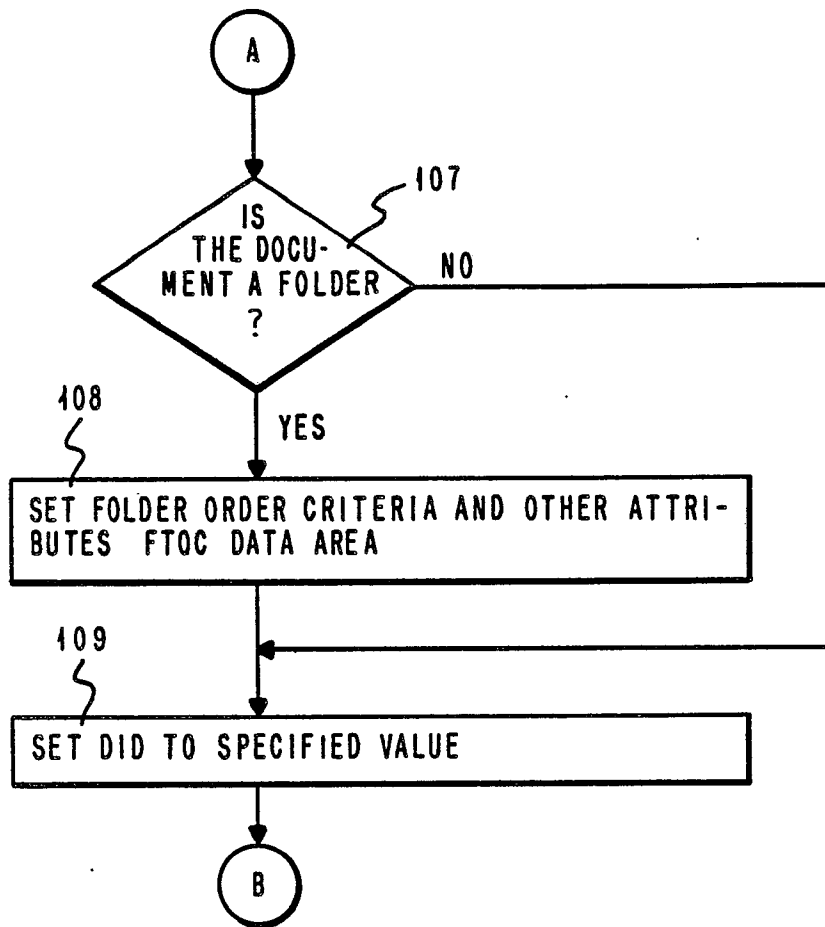 A
107
IS
THE DOCU-
MENT A FOLDER
?
NO
108
YES
SET FOLDER ORDER CRITERIA AND OTHER ATTRI-
BUTES FTOC DATA AREA
109
SET DID TO SPECIFIED VALUE
B